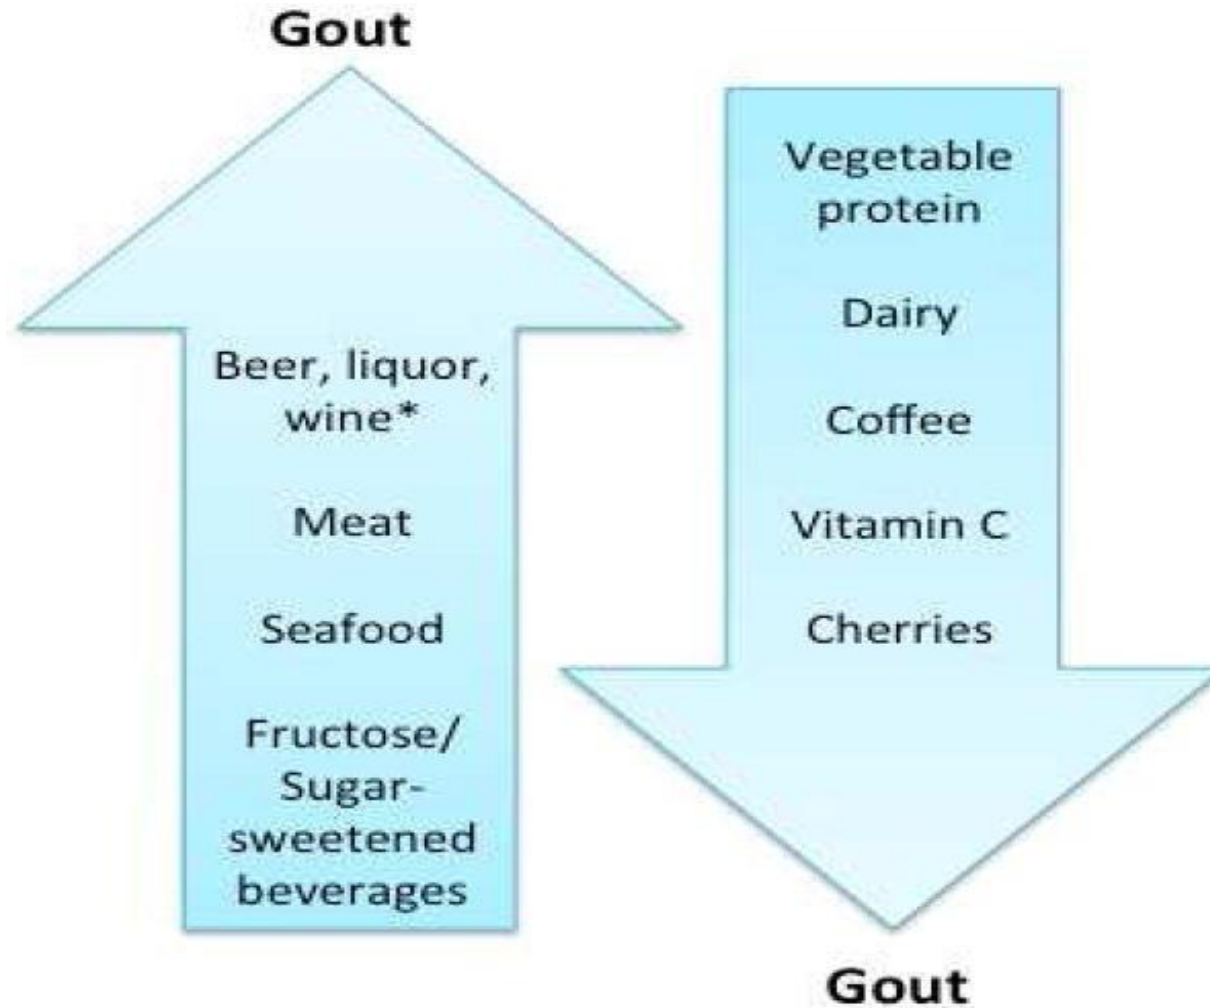 Gout
Beer, liquor,
wine*
Meat
Seafood
Fructose/
Sugar-
sweetened
beverages
Vegetable
protein
Dairy
Coffee
Vitamin C
Cherries
Gout